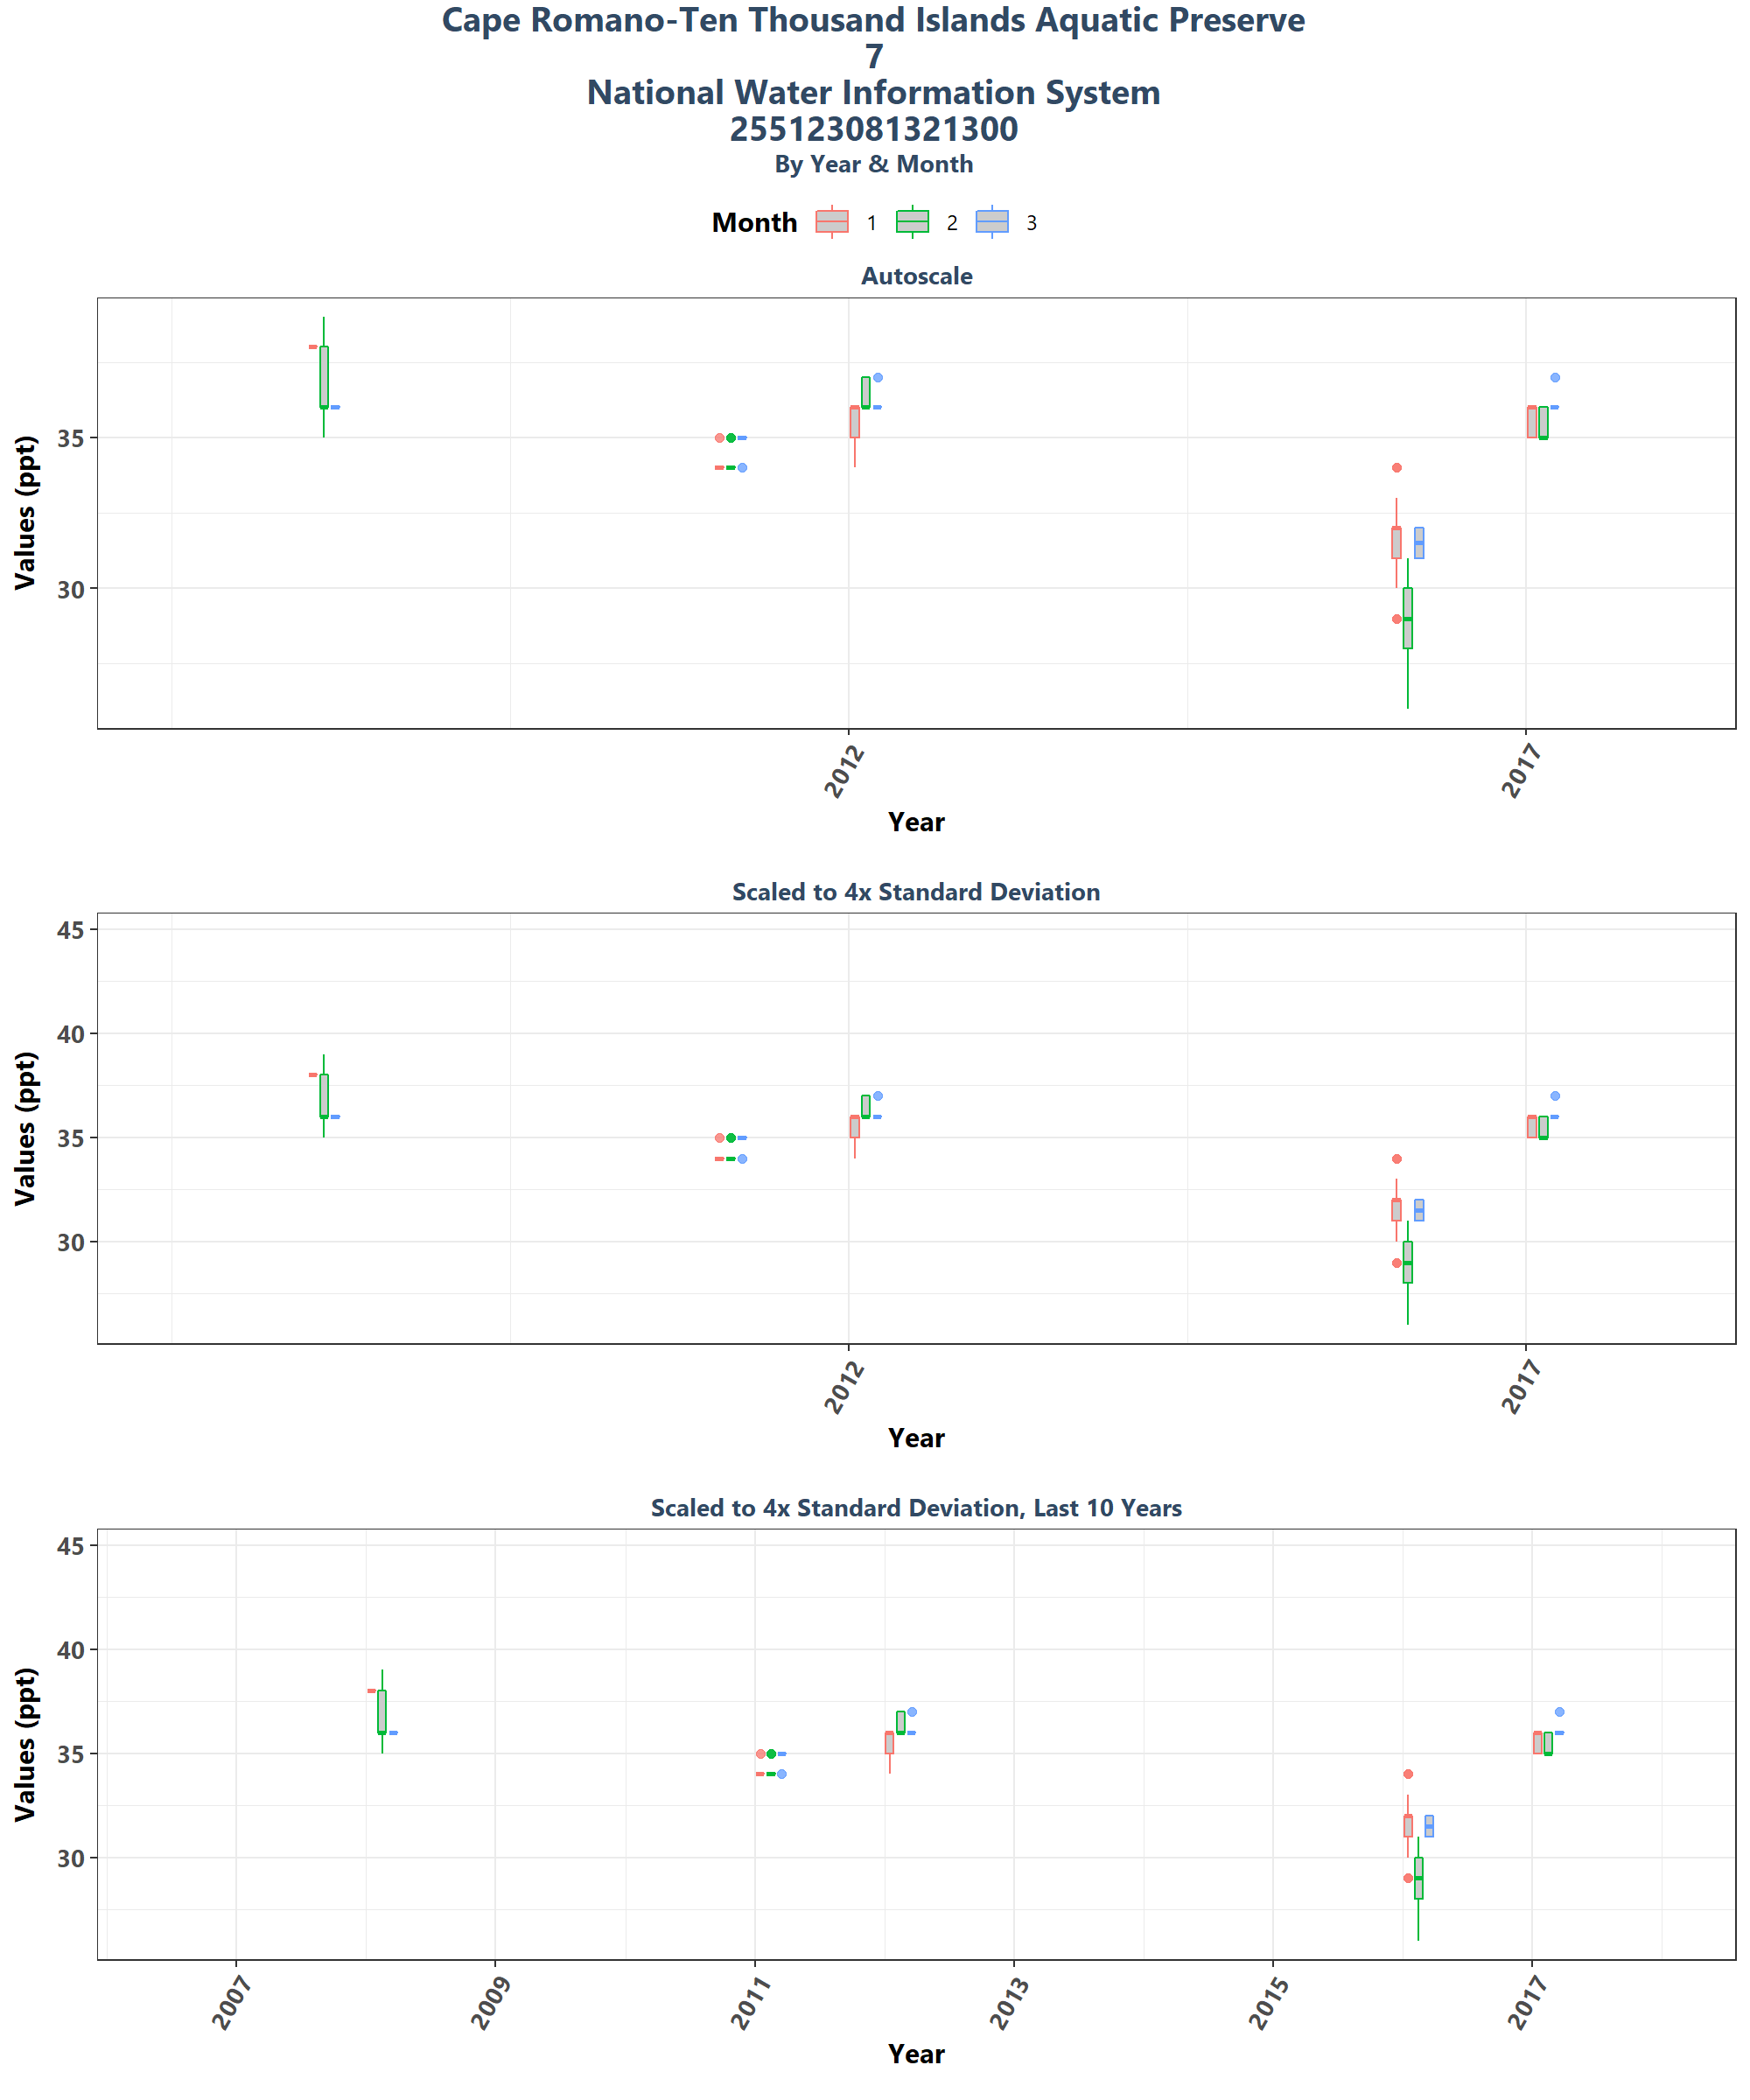 Cape Romano-Ten Thousand Islands Aquatic Preserve
7
National Water Information System
255123081321300
By Year & Month
Month 1 2 3
Autoscale
Values (ppt)
35
30
2012 2017
Year
Scaled to 4x Standard Deviation
Values (ppt)
45
40
35
30
2012 2017
Year
Scaled to 4x Standard Deviation, Last 10 Years
Values (ppt)
45
40
35
30
2007 2009 2011 2013 2015 2017
Year